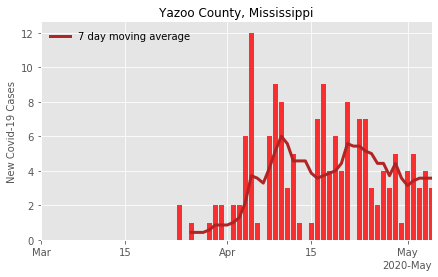 Yazoo County, Mississippi
7 day moving average
New Covid-19 Cases
12
10
8
6
4
2
0
Mar 15 Apr 15 May
2020-May